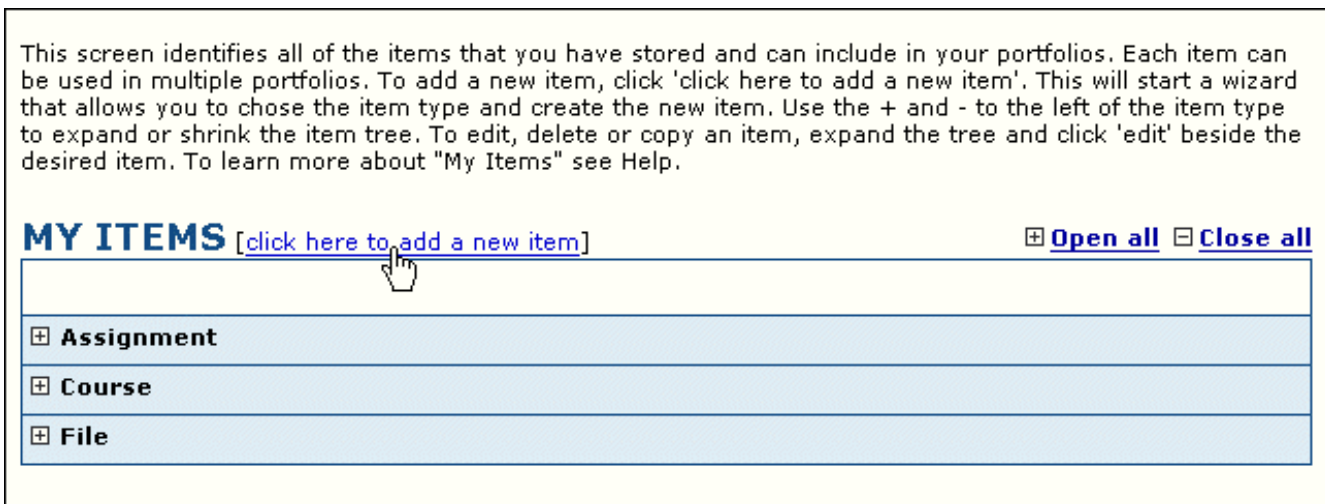 This screen identifies all of the items that you have stored and can include in your portfolios. Each item can
be used in multiple portfolios. To add a new item, click 'click here to add a new item'. This will start a wizard
that allows you to chose the item type and create the new item. Use the + and - to the left of the item type
to expand or shrink the item tree. To edit, delete or copy an item, expand the tree and click 'edit' beside the
desired item. To learn more about "My Items" see Help.
MY ITEMS [click here to add a new item] Open all Close all
Assignment
Course
File